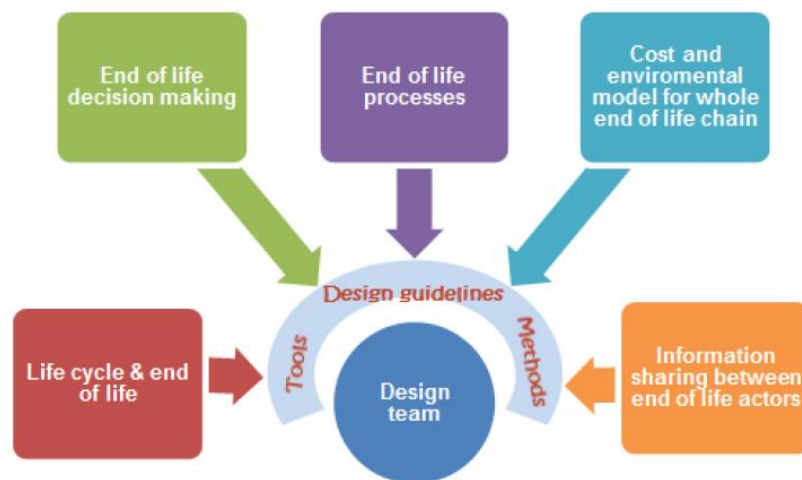 End of life
decision making
End of life
processes
Cost and
enviromental
model for whole
end of life chain
Life cycle & end
of life
Tools
Design guidelines
Methods
Design
team
Information
sharing between
end of life actors